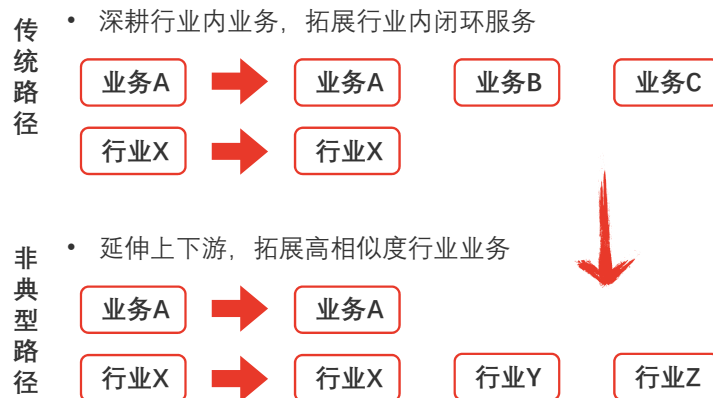 传统路径
• 深耕行业内业务，拓展行业内闭环服务
业务A 业务A 业务B 业务C
行业X 行业X
非典型路径
• 延伸上下游，拓展高相似度行业业务
业务A 业务A
行业X 行业X 行业Y 行业Z